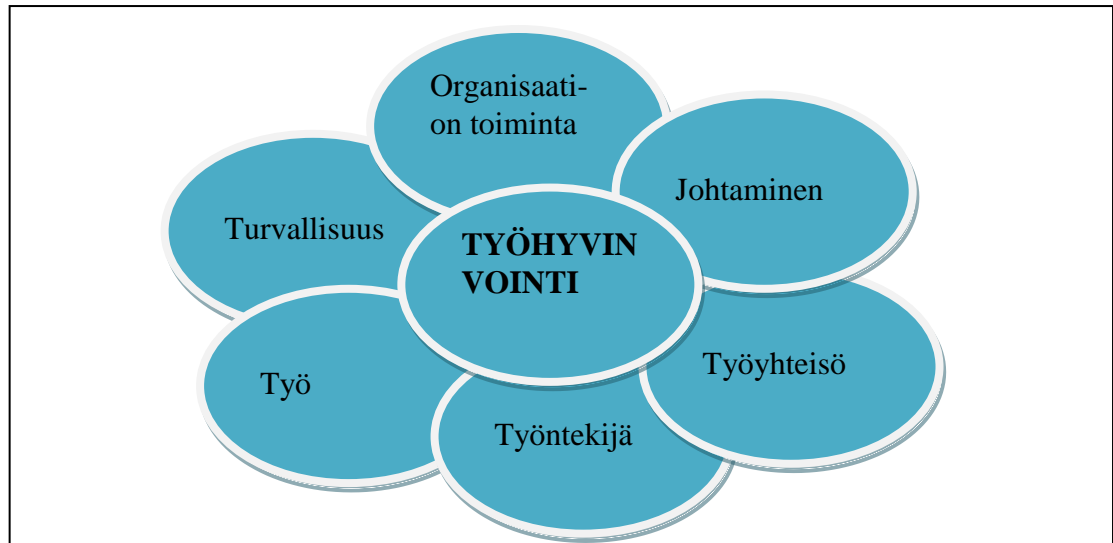 Organisaati-
on toiminta
Johtaminen
Turvallisuus
TYÖHYVIN
VOINTI
Työyhteisö
Työ
Työntekijä